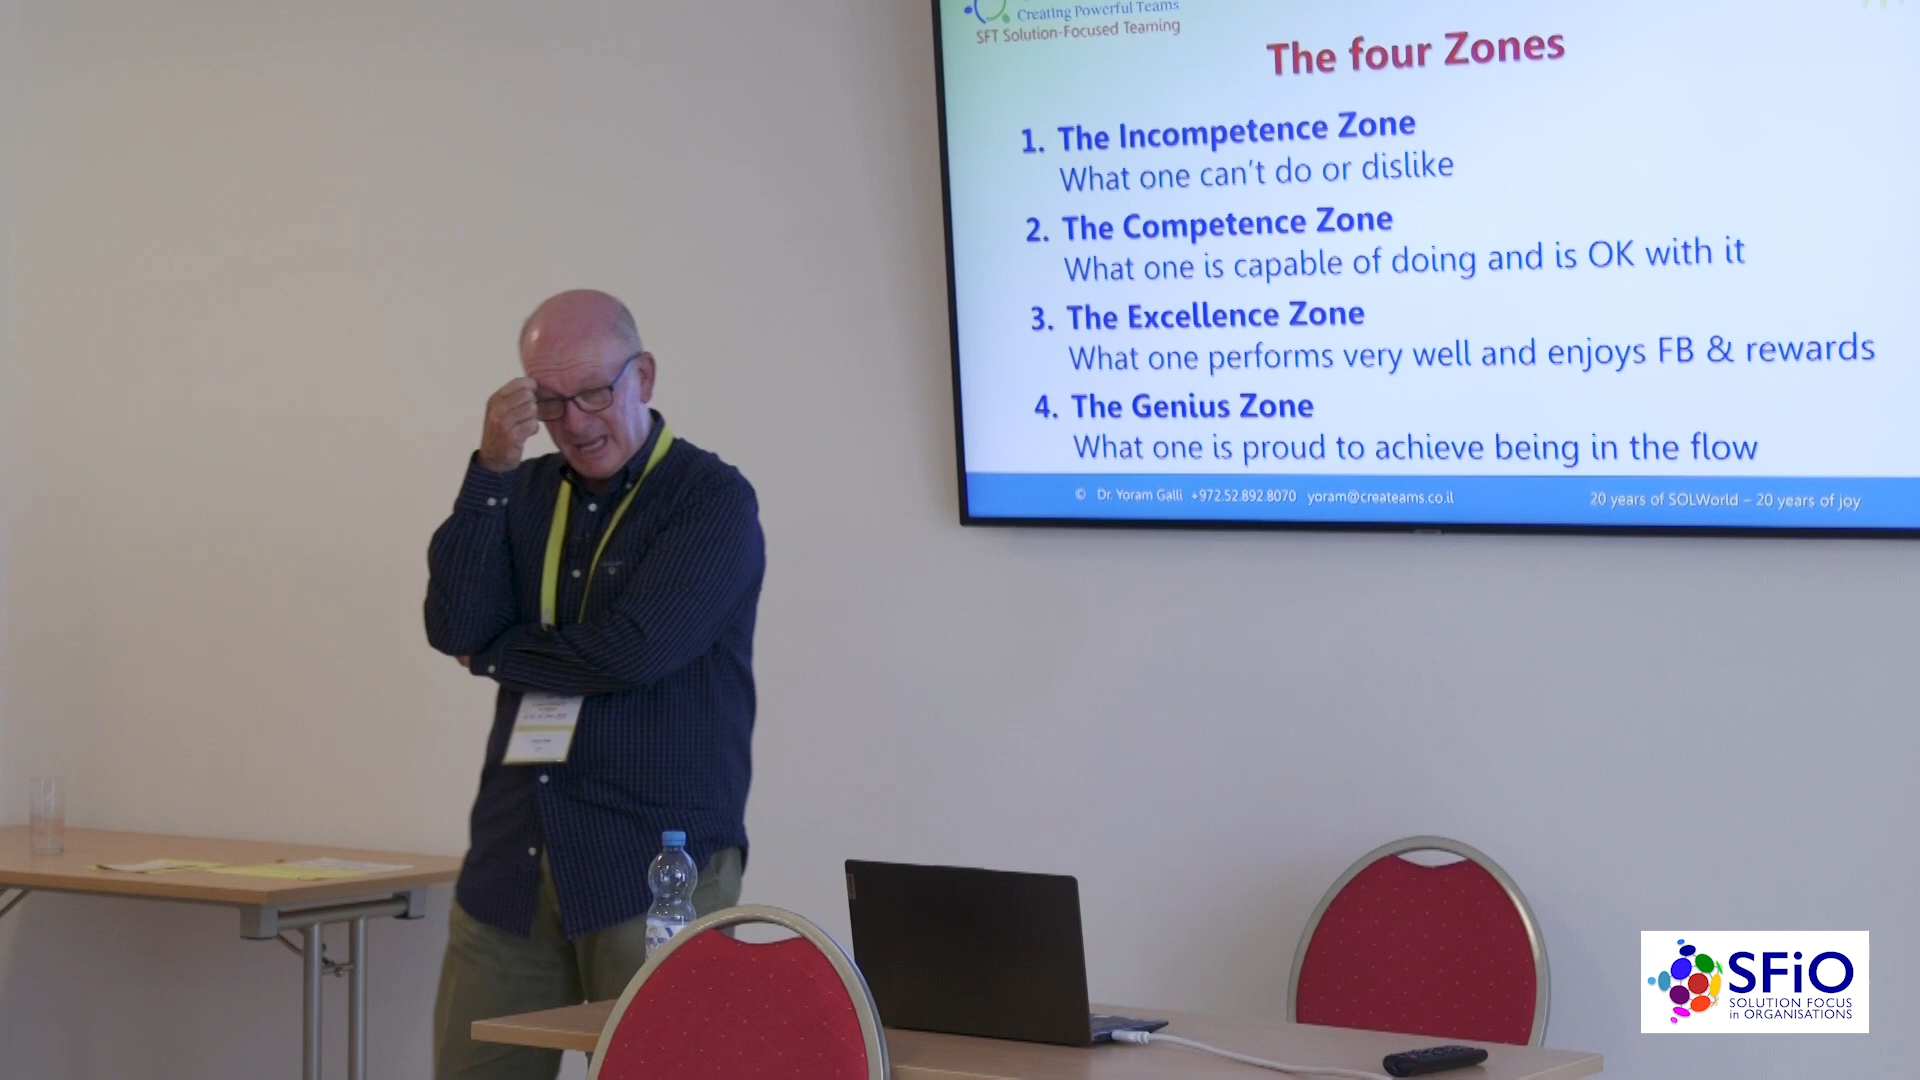 Creating Powerful Teams
SFT Solution-Focused Teaming
The four Zones
1. The Incompetence Zone
What one can't do or dislike
2. The Competence Zone
What one is capable of doing and is OK with it
3. The Excellence Zone
What one performs very well and enjoys FB & rewards
4. The Genius Zone
What one is proud to achieve being in the flow
© Dr. Yoram Galli +972.52.892.8070 yoram@createams.co.il
20 years of SOLWorld – 20 years of joy
SFiO
SOLUTION FOCUS
in ORGANISATIONS